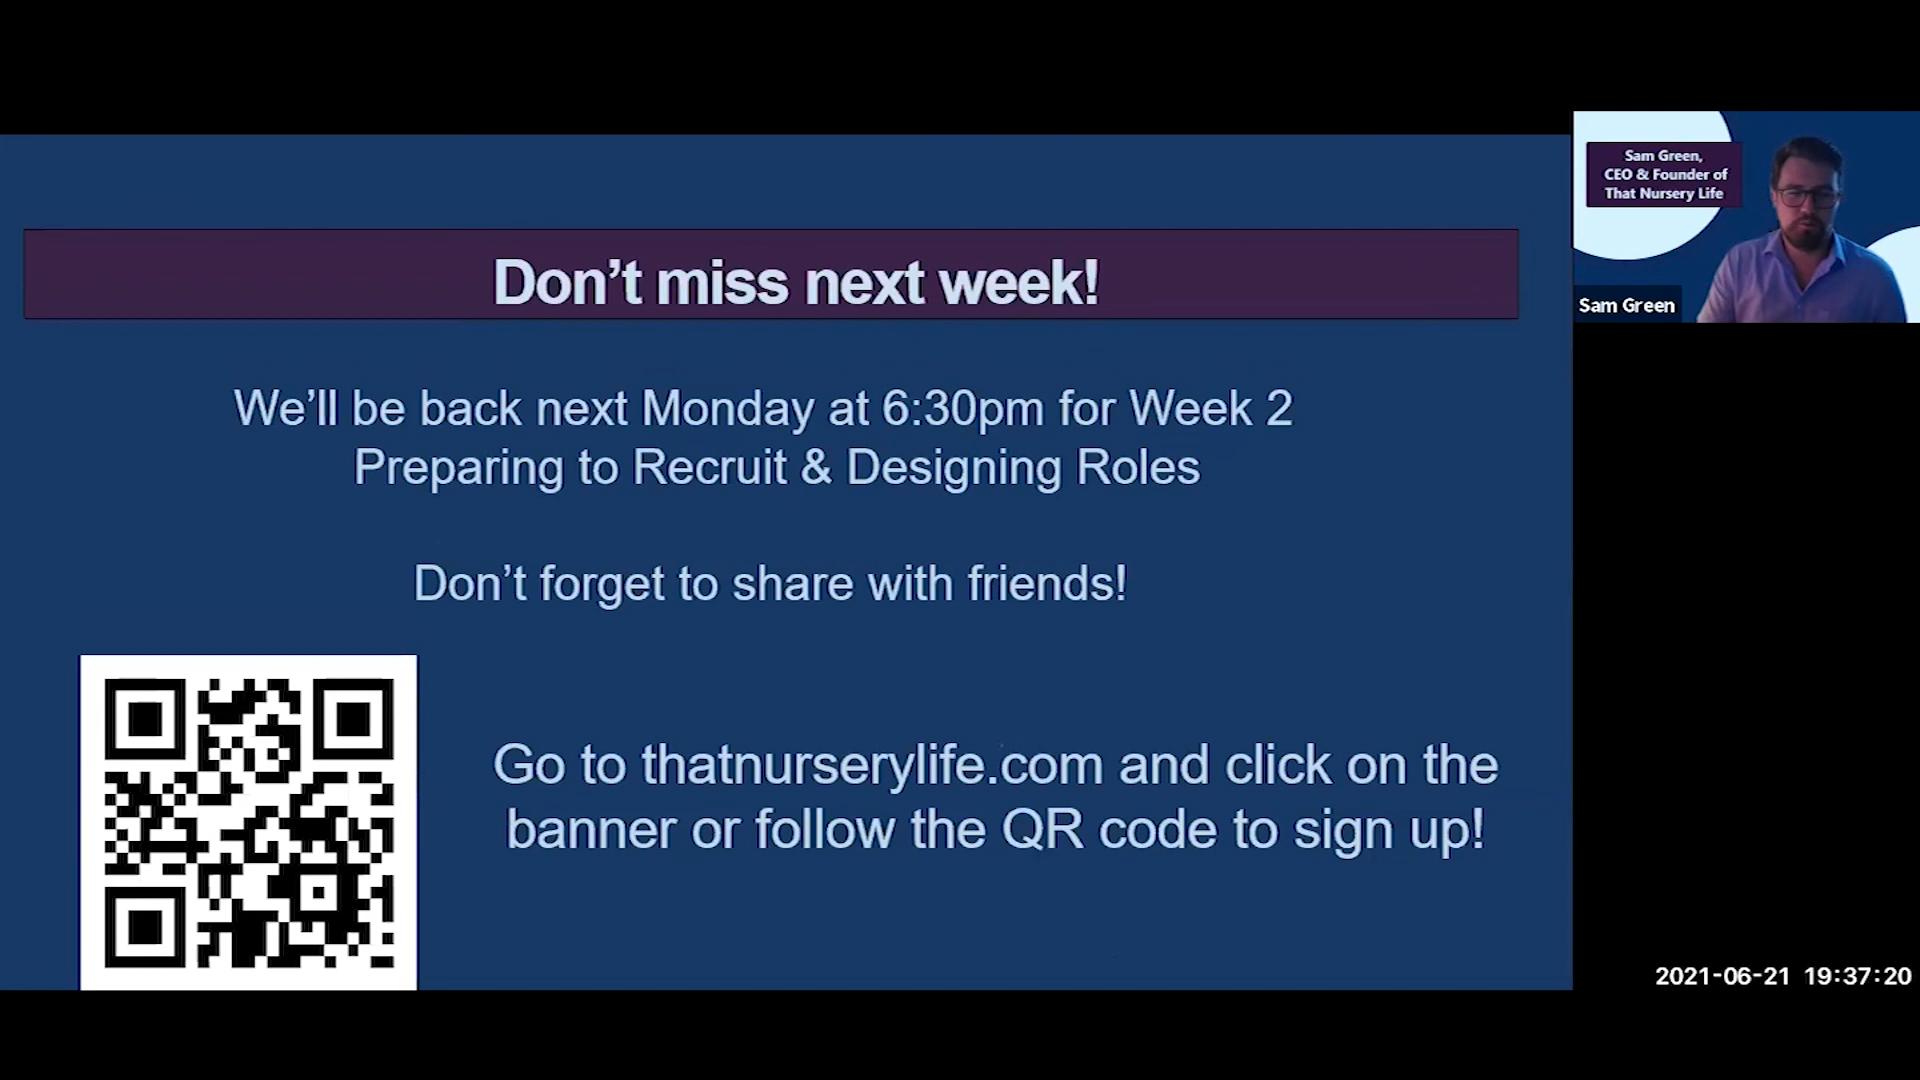 Don't miss next week!
We'll be back next Monday at 6:30pm for Week 2
Preparing to Recruit & Designing Roles
Don't forget to share with friends!
Go to thatnurserylife.com and click on the
banner or follow the QR code to sign up!
Sam Green,
CEO & Founder of
That Nursery Life
Sam Green
2021-06-21 19:37:20